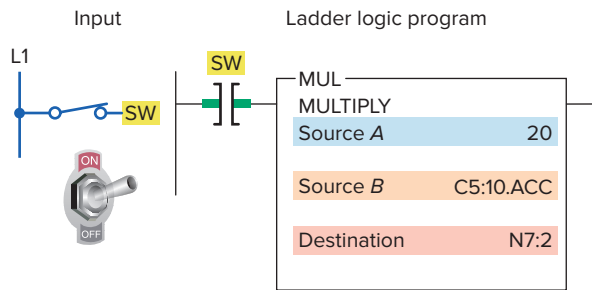 Input
Ladder logic program
L1
SW
SW
MUL
MULTIPLY
Source A 20
Source B C5:10.ACC
Destination N7:2
ON
OFF